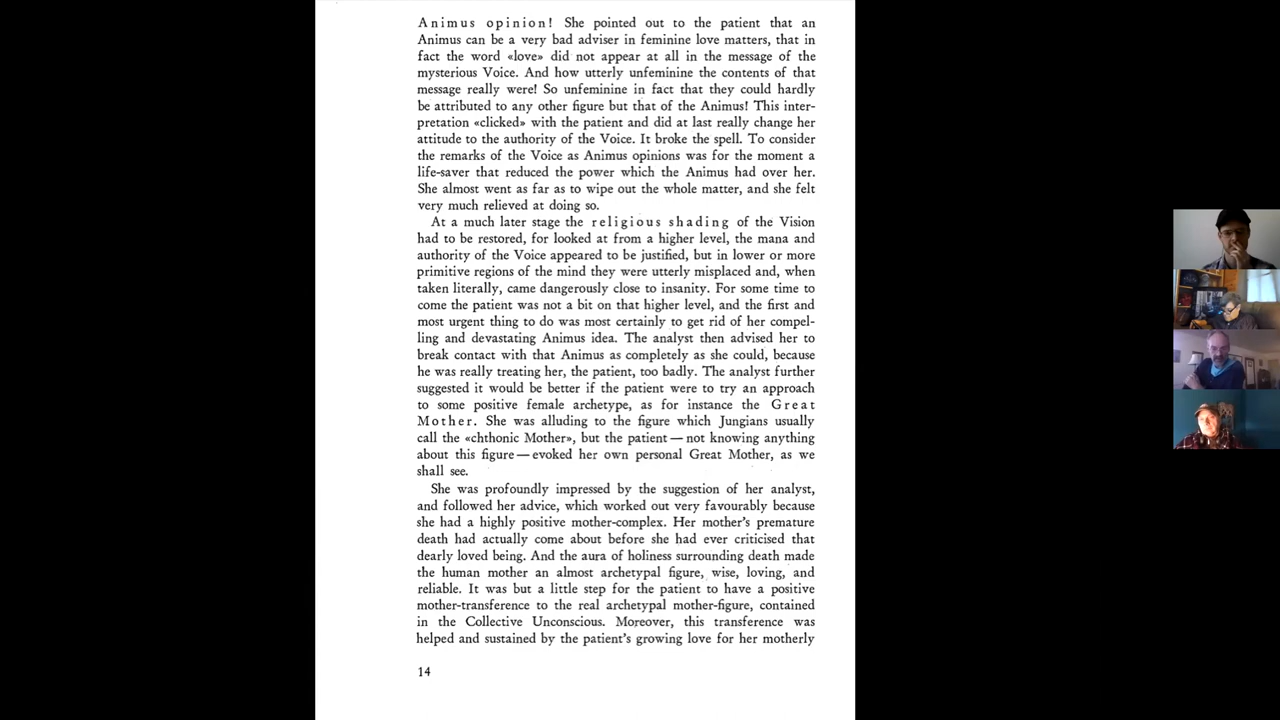 Animus opinion! She pointed out to the patient that an
Animus can be a very bad adviser in feminine love matters, that in
fact the word «love» did not appear at all in the message of the
mysterious Voice. And how utterly unfeminine the contents of that
message really were! So unfeminine in fact that they could hardly
be attributed to any other figure but that of the Animus! This inter-
pretation «clicked» with the patient and did at last really change her
attitude to the authority of the Voice. It broke the spell. To consider
the remarks of the Voice as Animus opinions was for the moment a
life-saver that reduced the power which the Animus had over her.
She almost went as far as to wipe out the whole matter, and she felt
very much relieved at doing so.
At a much later stage the religious shading of the Vision
had to be restored, for looked at from a higher level, the mana and
authority of the Voice appeared to be justified, but in lower or more
primitive regions of the mind they were utterly misplaced and, when
taken literally, came dangerously close to insanity. For some time to
come the patient was not a bit on that higher level, and the first and
most urgent thing to do was most certainly to get rid of her compel-
ling and devastating Animus idea. The analyst then advised her to
break contact with that Animus as completely as she could, because
he was really treating her, the patient, too badly. The analyst further
suggested it would be better if the patient were to try an approach
to some positive female archetype, as for instance the Great
Mother. She was alluding to the figure which Jungians usually
call the «chthonic Mother», but the patient — not knowing anything
about this figure — evoked her own personal Great Mother, as we
shall see.
She was profoundly impressed by the suggestion of her analyst,
and followed her advice, which worked out very favourably because
she had a highly positive mother-complex. Her mother's premature
death had actually come about before she had ever criticised that
dearly loved being. And the aura of holiness surrounding death made
the human mother an almost archetypal figure, wise, loving, and
reliable. It was but a little step for the patient to have a positive
mother-transference to the real archetypal mother-figure, contained
in the Collective Unconscious. Moreover, this transference was
helped and sustained by the patient's growing love for her motherly
14